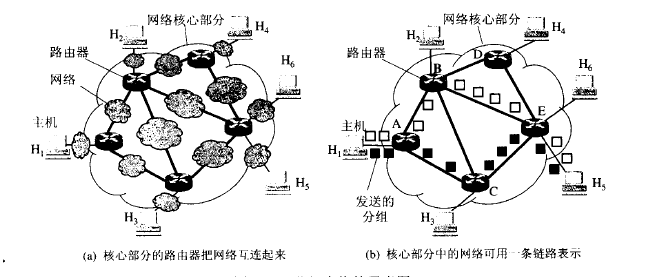 网络核心部分
H₂
H₄
路由器
H₆
网络
主机
H₁
H₅
H₃
(a) 核心部分的路由器把网络互连起来
网络核心部分
H₂
H₄
路由器
D
B
H₆
E
主机
A
H₁
C
H₅
发送的
分组
H₃
(b) 核心部分中的网络可用一条链路表示